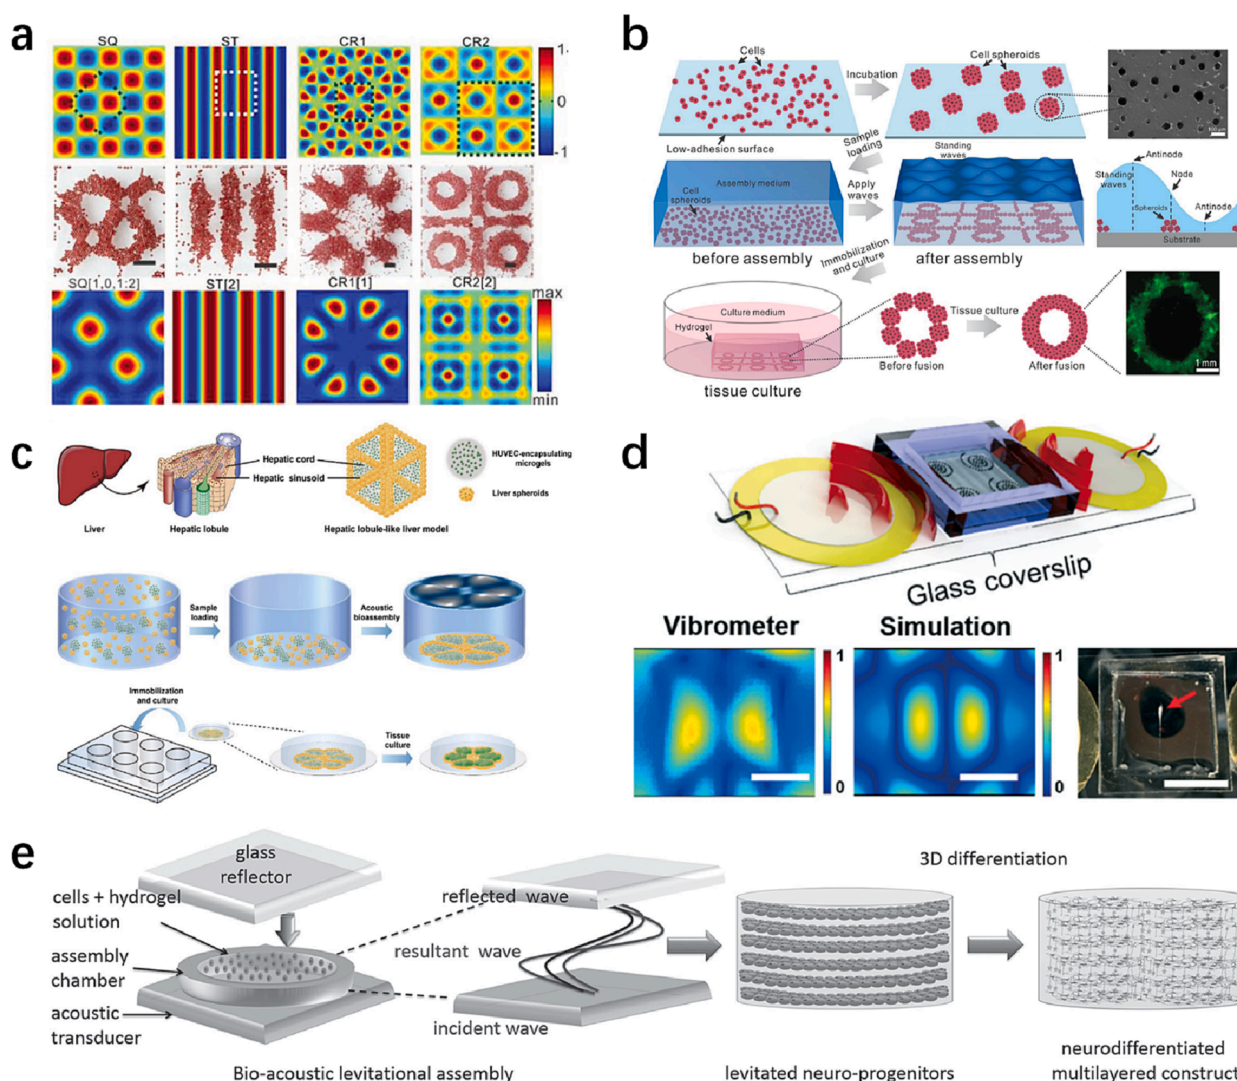 a
SQ
ST
CR1
CR2
1
0
-1
SQ[1,0,1:2]
ST[2]
CR1[1]
CR2[2]
max
min
b
Cells
Incubation
Cell spheroids
Low-adhesion surface
100 μm
Sample
loading
Standing
waves
Assembly medium
Cell
spheroids
Apply
waves
Antinode
Standing
waves
Node
Spheroids
Antinode
Substrate
before assembly
after assembly
Immobilization
and culture
Culture medium
Hydrogel
Tissue culture
Before fusion
After fusion
1 mm
tissue culture
c
Hepatic cord
Hepatic sinusoid
HUVEC-encapsulating
microgels
Liver spheroids
Liver
Hepatic lobule
Hepatic lobule-like liver model
Sample
loading
Acoustic
bioassembly
Immobilization
and culture
Tissue
culture
d
Glass coverslip
Vibrometer
Simulation
1
0
1
0
e
glass
reflector
cells + hydrogel
solution
assembly
chamber
acoustic
transducer
reflected wave
resultant wave
incident wave
Bio-acoustic levitational assembly
3D differentiation
levitated neuro-progenitors
neurodifferentiated
multilayered construct